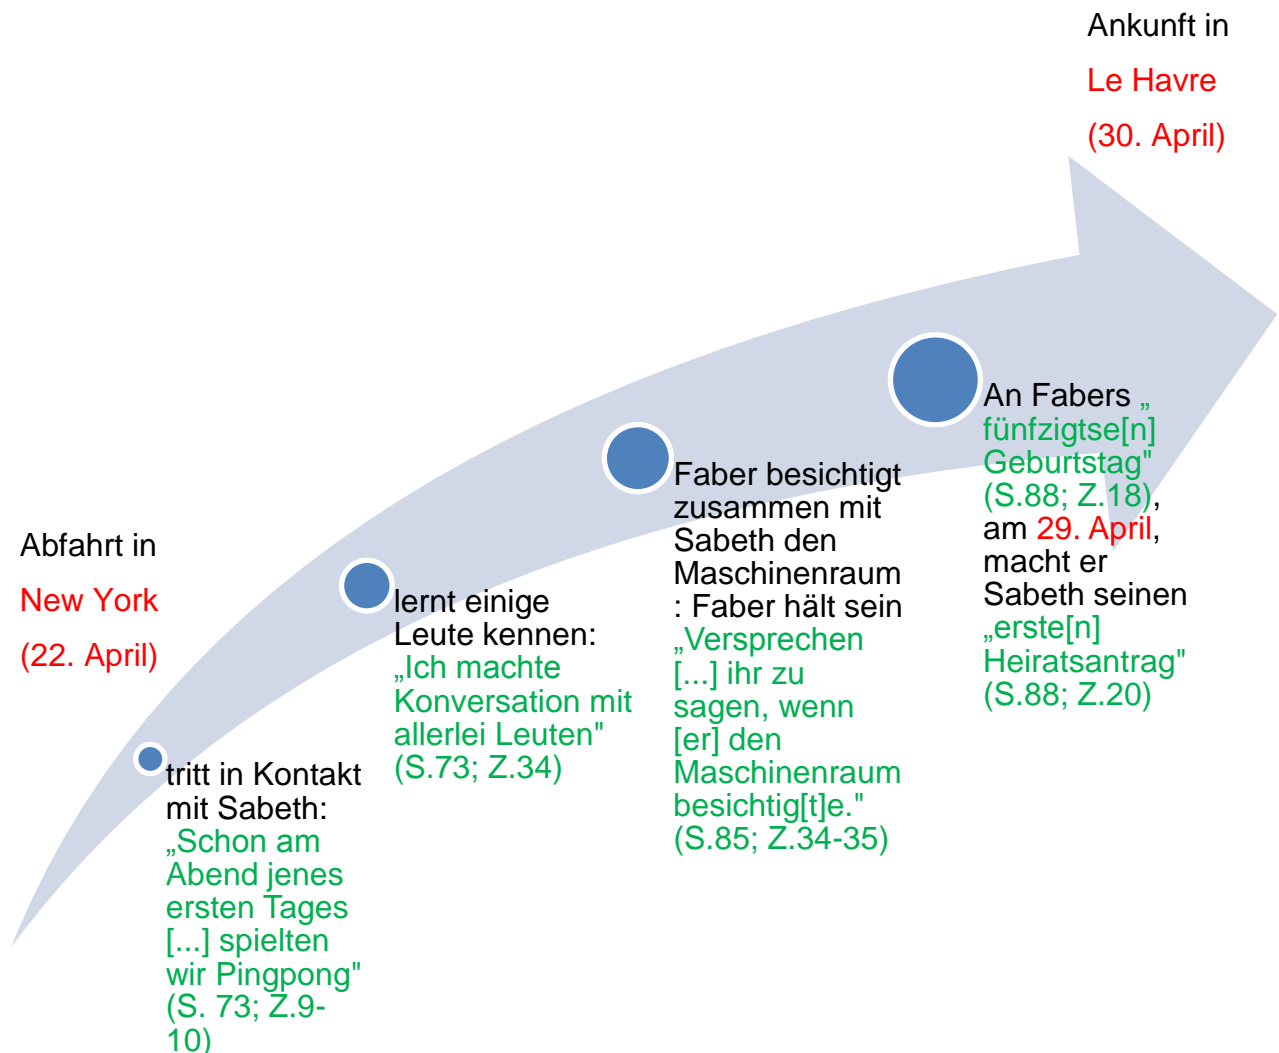 Abfahrt in
New York
(22. April)
tritt in Kontakt
mit Sabeth:
„Schon am
Abend jenes
ersten Tages
[...] spielten
wir Pingpong"
(S. 73; Z.9-
10)
lernt einige
Leute kennen:
„Ich machte
Konversation mit
allerlei Leuten"
(S.73; Z.34)
Faber besichtigt
zusammen mit
Sabeth den
Maschinenraum
: Faber hält sein
„Versprechen
[...] ihr zu
sagen, wenn
[er] den
Maschinenraum
besichtig[t]e."
(S.85; Z.34-35)
An Fabers „
fünfzigtse[n]
Geburtstag"
(S.88; Z.18),
am 29. April,
macht er
Sabeth seinen
„erste[n]
Heiratsantrag"
(S.88; Z.20)
Ankunft in
Le Havre
(30. April)